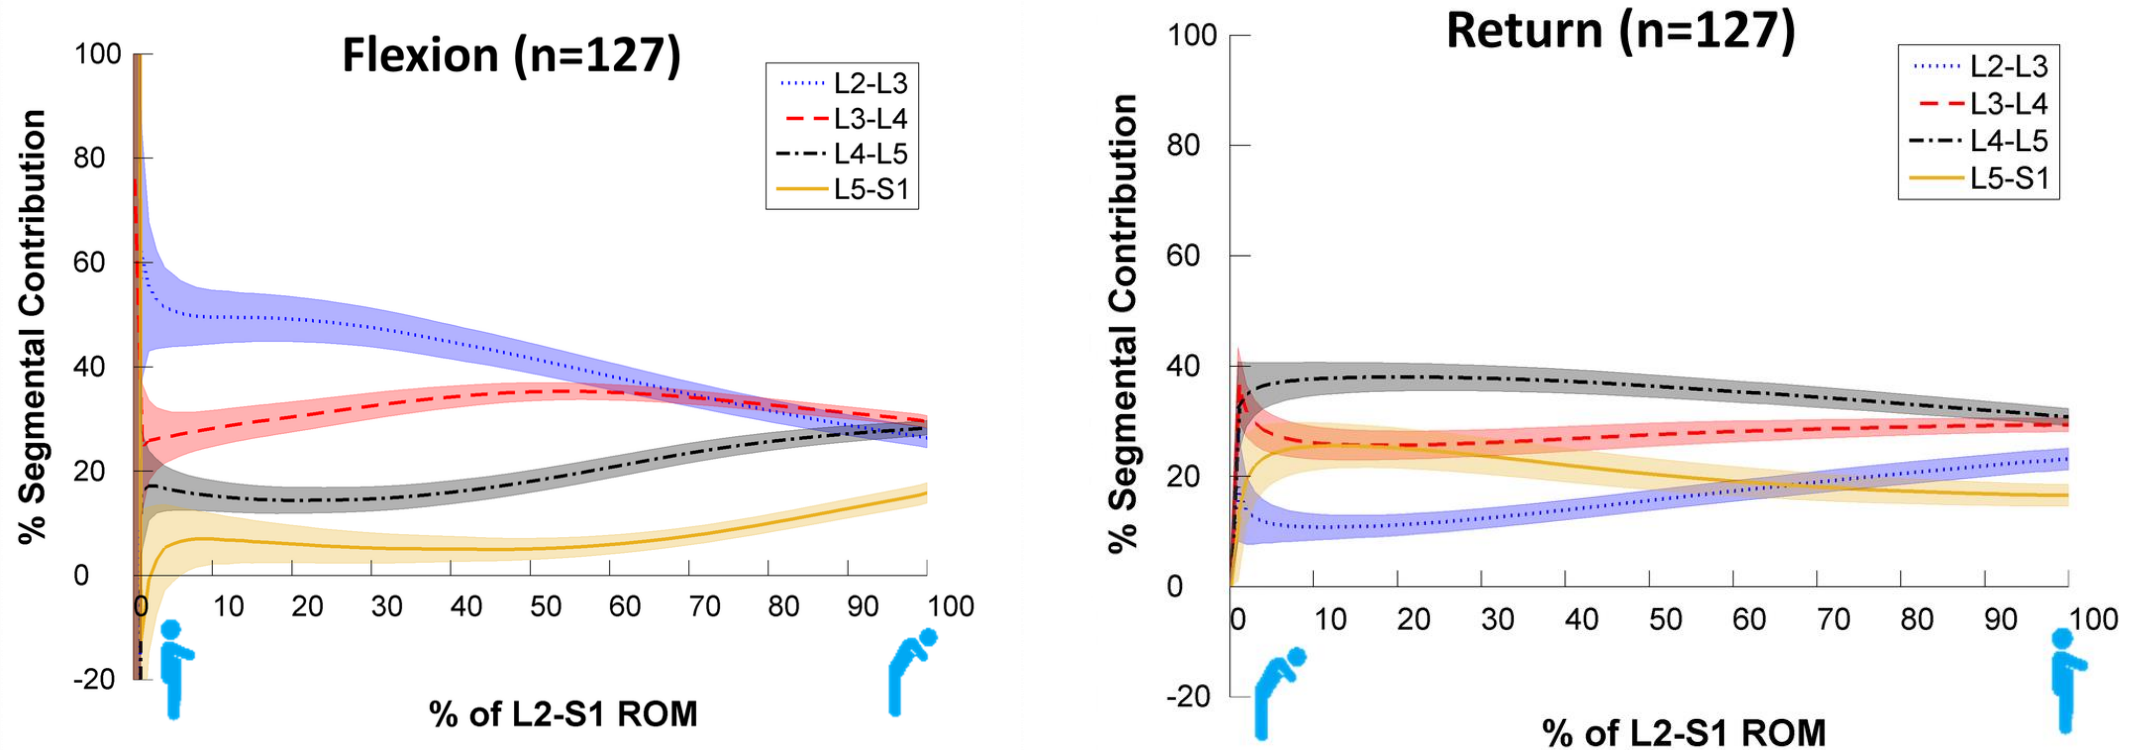 Flexion (n=127)
% Segmental Contribution
100
80
60
40
20
0
-20
L2-L3
L3-L4
L4-L5
L5-S1
0 10 20 30 40 50 60 70 80 90 100
% of L2-S1 ROM
Return (n=127)
% Segmental Contribution
100
80
60
40
20
0
-20
L2-L3
L3-L4
L4-L5
L5-S1
0 10 20 30 40 50 60 70 80 90 100
% of L2-S1 ROM